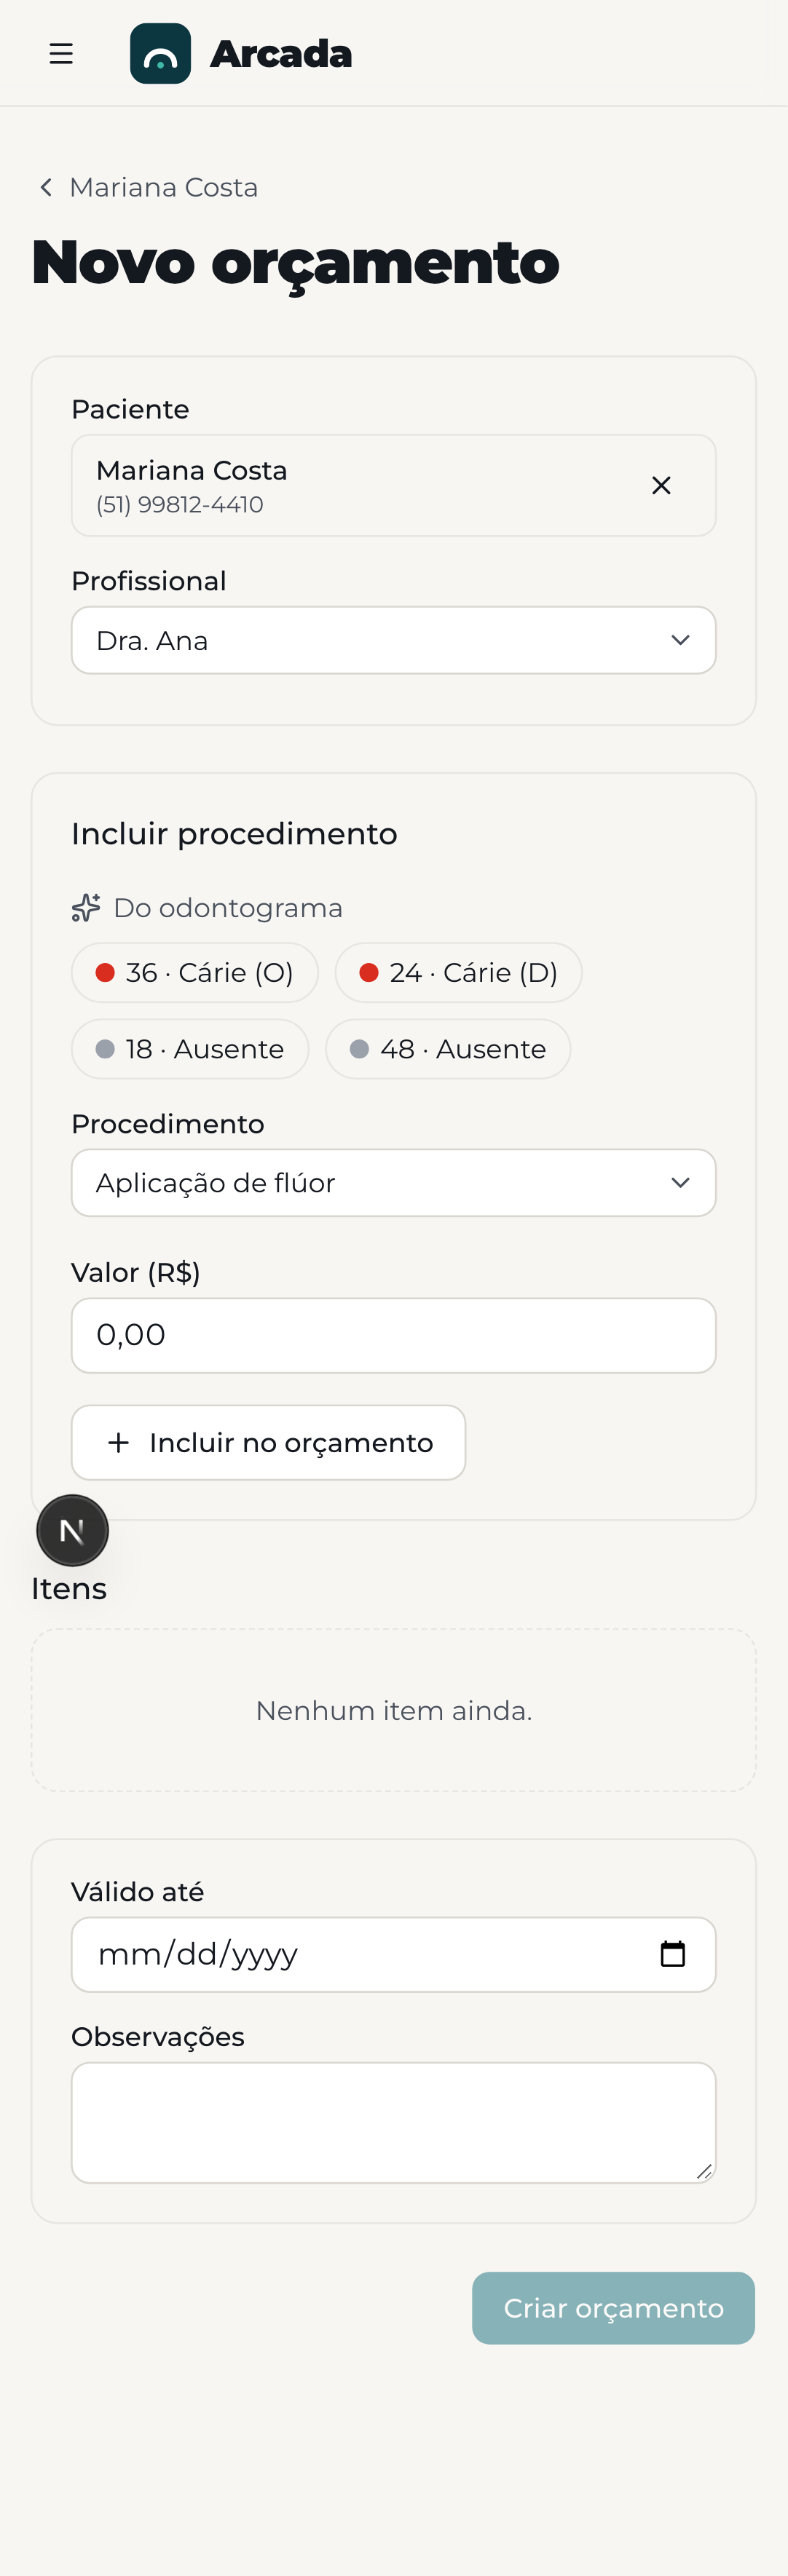 Arcada
Mariana Costa
Novo orçamento
Paciente
Mariana Costa
(51) 99812-4410
Profissional
Dra. Ana
Incluir procedimento
Do odontograma
36 · Cárie (O)
24 · Cárie (D)
18 · Ausente
48 · Ausente
Procedimento
Aplicação de flúor
Valor (R$)
0,00
Incluir no orçamento
N
Itens
Nenhum item ainda.
Válido até
mm/dd/yyyy
Observações
Criar orçamento